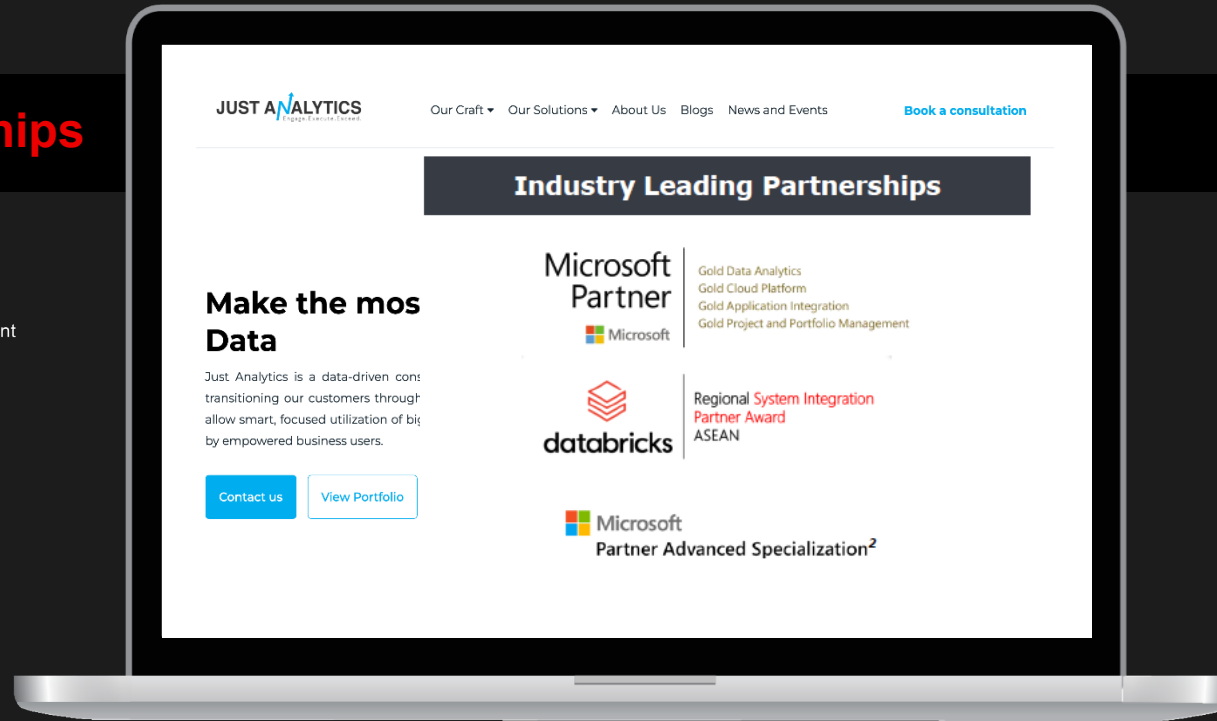 hips
nt
JUST ANALYTICS
Engage. Execute. Exceed.
Our Craft Our Solutions About Us Blogs News and Events Book a consultation
Industry Leading Partnerships
Make the mos
Data
Just Analytics is a data-driven cons
transitioning our customers through
allow smart, focused utilization of big
by empowered business users.
Contact us View Portfolio
Microsoft
Partner
Microsoft
Gold Data Analytics
Gold Cloud Platform
Gold Application Integration
Gold Project and Portfolio Management
databricks
Regional System Integration
Partner Award
ASEAN
Microsoft
Partner Advanced Specialization²